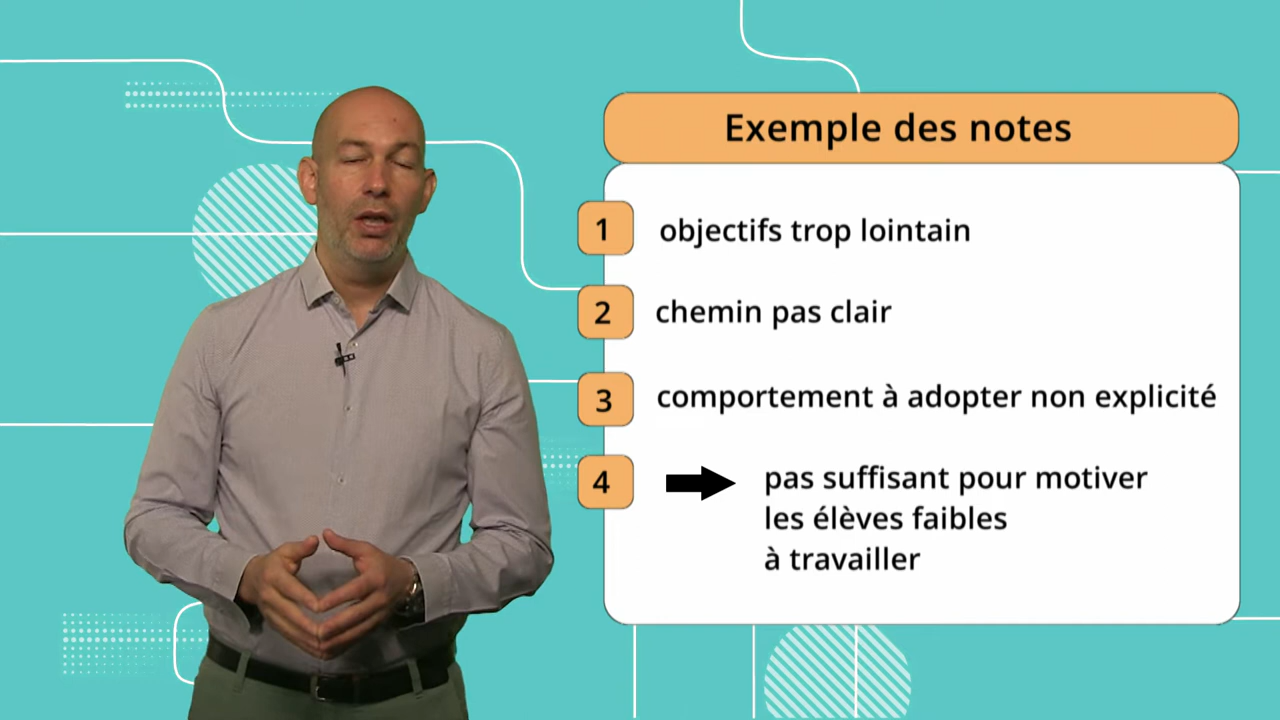 Exemple des notes
1 objectifs trop lointain
2 chemin pas clair
3 comportement à adopter non explicité
4 pas suffisant pour motiver
les élèves faibles
à travailler